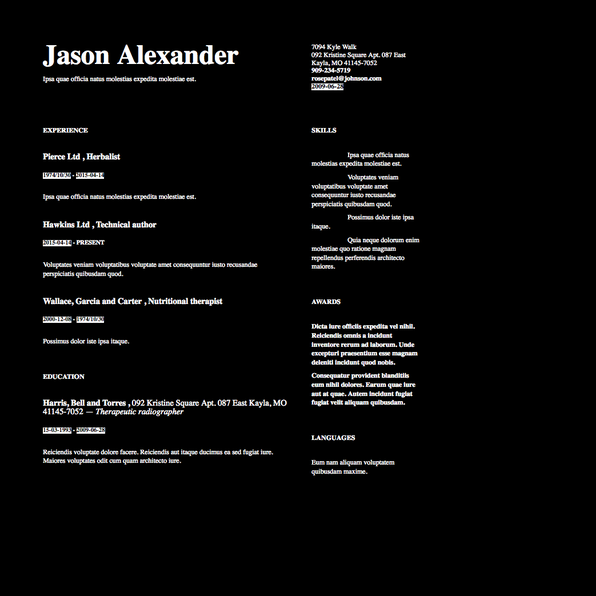 Jason Alexander
Ipsa quae officia natus molestias expedita molestiae est.
7094 Kyle Walk
092 Kristine Square Apt. 087 East
Kayla, MO 41145-7052
909-234-5719
rosepatel@johnson.com
2009-06-28
EXPERIENCE
Pierce Ltd , Herbalist
1974/10/30 - 2015-04-14
Ipsa quae officia natus molestias expedita molestiae est.
Hawkins Ltd , Technical author
2015-04-14 - PRESENT
Voluptates veniam voluptatibus voluptate amet consequuntur iusto recusandae
perspiciatis quibusdam quod.
Wallace, Garcia and Carter , Nutritional therapist
2000-12-08 - 1974/10/30
Possimus dolor iste ipsa itaque.
EDUCATION
Harris, Bell and Torres , 092 Kristine Square Apt. 087 East Kayla, MO
41145-7052 — Therapeutic radiographer
15-03-1993 - 2009-06-28
Reiciendis voluptate dolore facere. Reiciendis aut itaque ducimus ea sed fugiat iure.
Maiores voluptates odit cum quam architecto iure.
SKILLS
Ipsa quae officia natus
molestias expedita molestiae est.
Voluptates veniam
voluptatibus voluptate amet
consequuntur iusto recusandae
perspiciatis quibusdam quod.
Possimus dolor iste ipsa
itaque.
Quia neque dolorum enim
molestiae quo ratione magnam
repellendus perferendis architecto
maiores.
AWARDS
Dicta iure officiis expedita vel nihil.
Reiciendis omnis a incidunt
inventore rerum ad laborum. Unde
excepturi praesentium esse magnam
deleniti incidunt quod nobis.
Consequatur provident blanditiis
eum nihil dolores. Earum quae iure
aut at quae. Autem incidunt fugiat
fugiat velit aliquam quibusdam.
LANGUAGES
Eum nam aliquam voluptatem
quibusdam maxime.